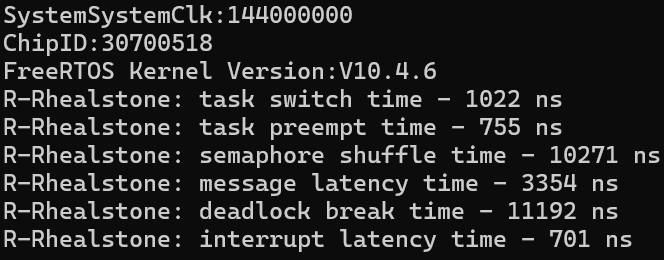 SystemSystemClk:144000000
ChipID:30700518
FreeRTOS Kernel Version:V10.4.6
R-Rhealstone: task switch time - 1022 ns
R-Rhealstone: task preempt time - 755 ns
R-Rhealstone: semaphore shuffle time - 10271 ns
R-Rhealstone: message latency time - 3354 ns
R-Rhealstone: deadlock break time - 11192 ns
R-Rhealstone: interrupt latency time - 701 ns